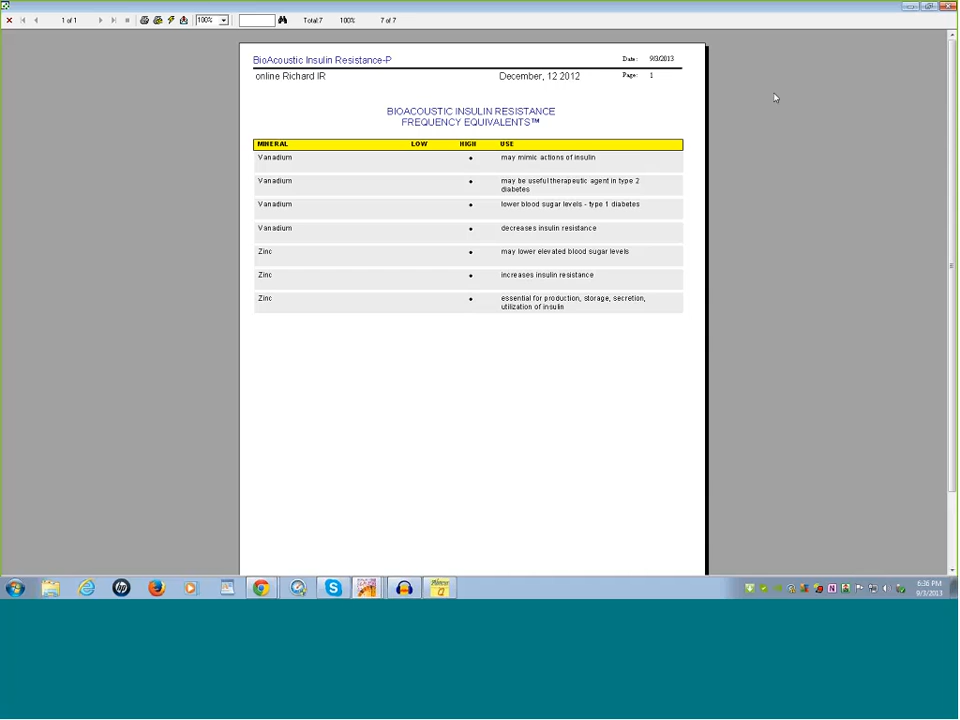 1 of 1 100% Total:7 100% 7 of 7
BioAcoustic Insulin Resistance-P Date: 9/3/2013
online Richard IR December, 12 2012 Page: 1
BIOACOUSTIC INSULIN RESISTANCE
FREQUENCY EQUIVALENTS™
MINERAL LOW HIGH USE
Vanadium • may mimic actions of insulin
Vanadium • may be useful therapeutic agent in type 2
diabetes
Vanadium • lower blood sugar levels - type 1 diabetes
Vanadium • decreases insulin resistance
Zinc • may lower elevated blood sugar levels
Zinc • increases insulin resistance
Zinc • essential for production, storage, secretion,
utilization of insulin
6:36 PM
9/3/2013